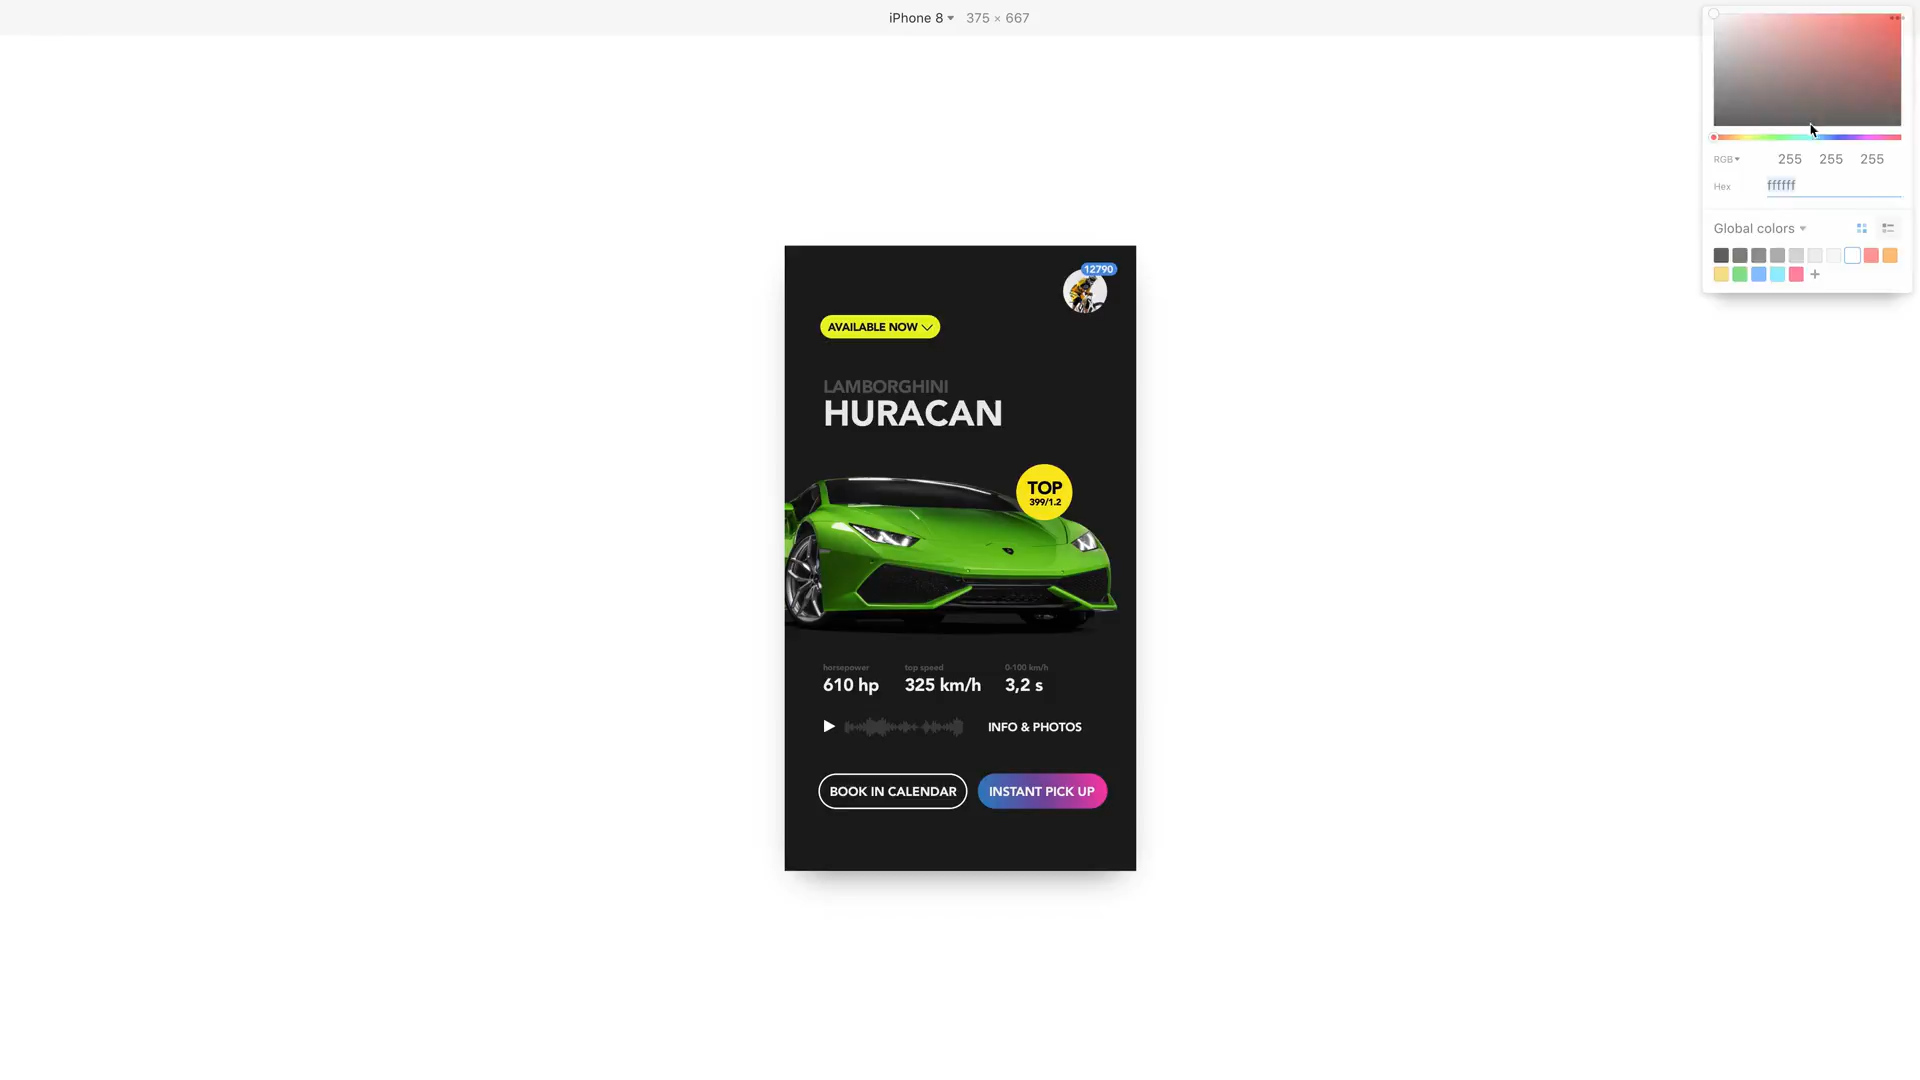 iPhone 8 375 × 667
RGB 255 255 255
Hex ffffff
Global colors
12790
AVAILABLE NOW
LAMBORGHINI
HURACAN
TOP
399/1.2
horsepower top speed 0-100 km/h
610 hp 325 km/h 3,2 s
INFO & PHOTOS
BOOK IN CALENDAR INSTANT PICK UP